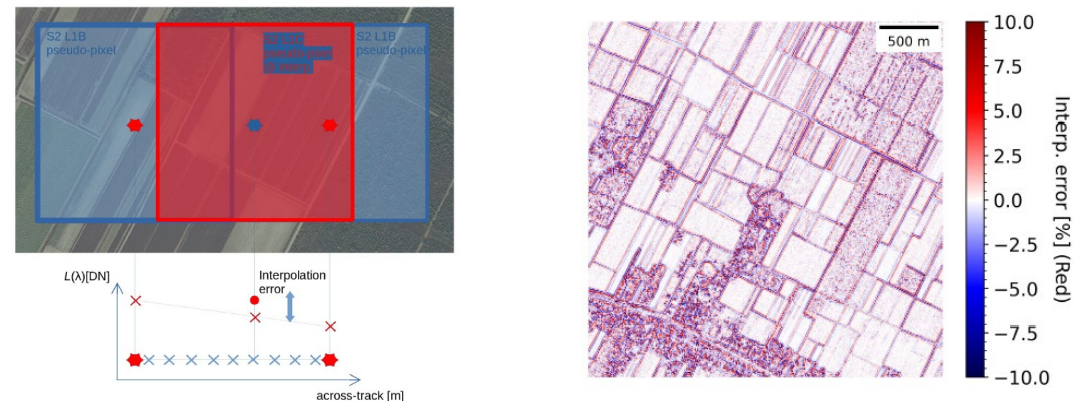 S2 L1B
pseudo-pixel
S2 L1B
pseudo-pixel
L(λ)[DN]
Interpolation
error
across-track [m]
500 m
10.0
7.5
5.0
2.5
0.0
−2.5
−5.0
−7.5
−10.0
Interp. error [%] (Red)